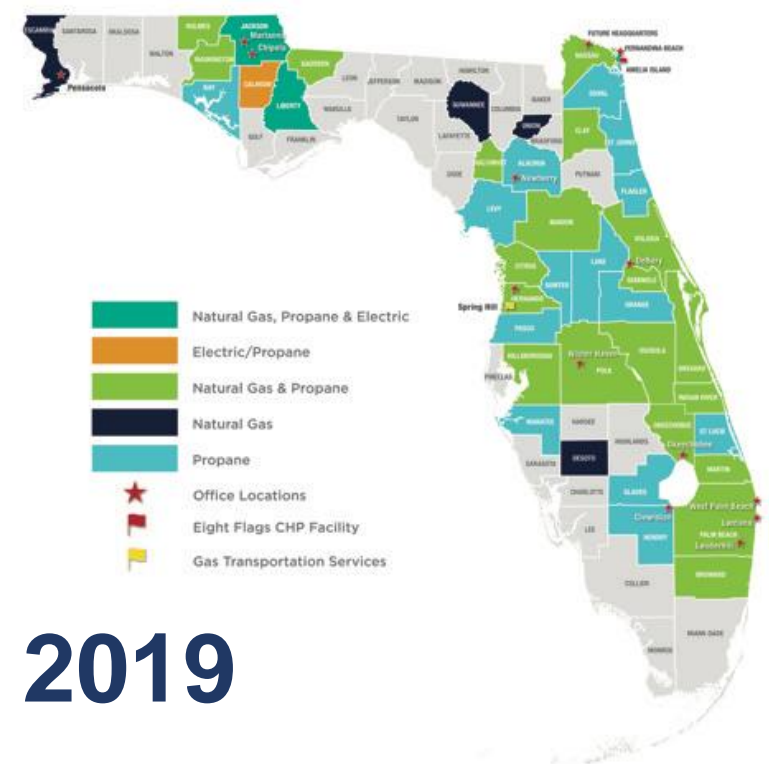 ESCAMBIA
SANTA ROSA
OKALOOSA
WALTON
HOLMES
WASHINGTON
BAY
JACKSON
Marianna
Chipola
CALHOUN
LIBERTY
GULF
FRANKLIN
GADSDEN
LEON
WAKULLA
JEFFERSON
MADISON
TAYLOR
HAMILTON
SUWANNEE
LAFAYETTE
DIXIE
COLUMBIA
BAKER
UNION
BRADFORD
Pensacola
FUTURE HEADQUARTERS
FERNANDINA BEACH
AMELIA ISLAND
NASSAU
DUVAL
CLAY
ST JOHNS
PUTNAM
FLAGLER
GILCHRIST
ALACHUA
Newberry
LEVY
MARION
VOLUSIA
DeBary
CITRUS
SUMTER
LAKE
SEMINOLE
HERNANDO
Spring Hill
ORANGE
PASCO
HILLSBOROUGH
PINELLAS
Winter Haven
POLK
OSCEOLA
BREVARD
INDIAN RIVER
MANATEE
HARDEE
HIGHLANDS
OKEECHOBEE
Okeechobee
ST LUCIE
SARASOTA
DESOTO
MARTIN
CHARLOTTE
GLADES
Clewiston
West Palm Beach
Lantana
PALM BEACH
Lauderhill
LEE
HENDRY
BROWARD
COLLIER
MIAMI-DADE
MONROE
Natural Gas, Propane & Electric
Electric/Propane
Natural Gas & Propane
Natural Gas
Propane
Office Locations
Eight Flags CHP Facility
Gas Transportation Services
2019